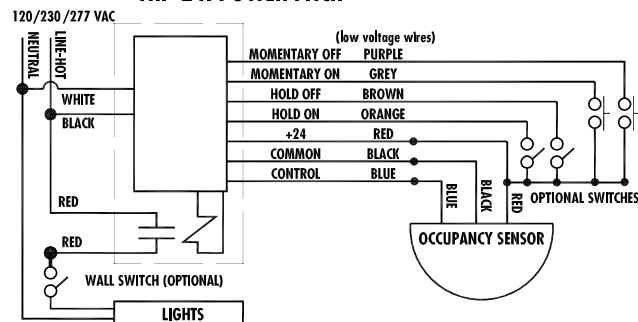 120/230/277 VAC
NEUTRAL
LINE-HOT
(low voltage wires)
MOMENTARY OFF PURPLE
MOMENTARY ON GREY
WHITE
HOLD OFF BROWN
HOLD ON ORANGE
BLACK
+24 RED
COMMON BLACK
CONTROL BLUE
BLUE
BLACK
RED
OPTIONAL SWITCHES
RED
RED
OCCUPANCY SENSOR
WALL SWITCH (OPTIONAL)
LIGHTS